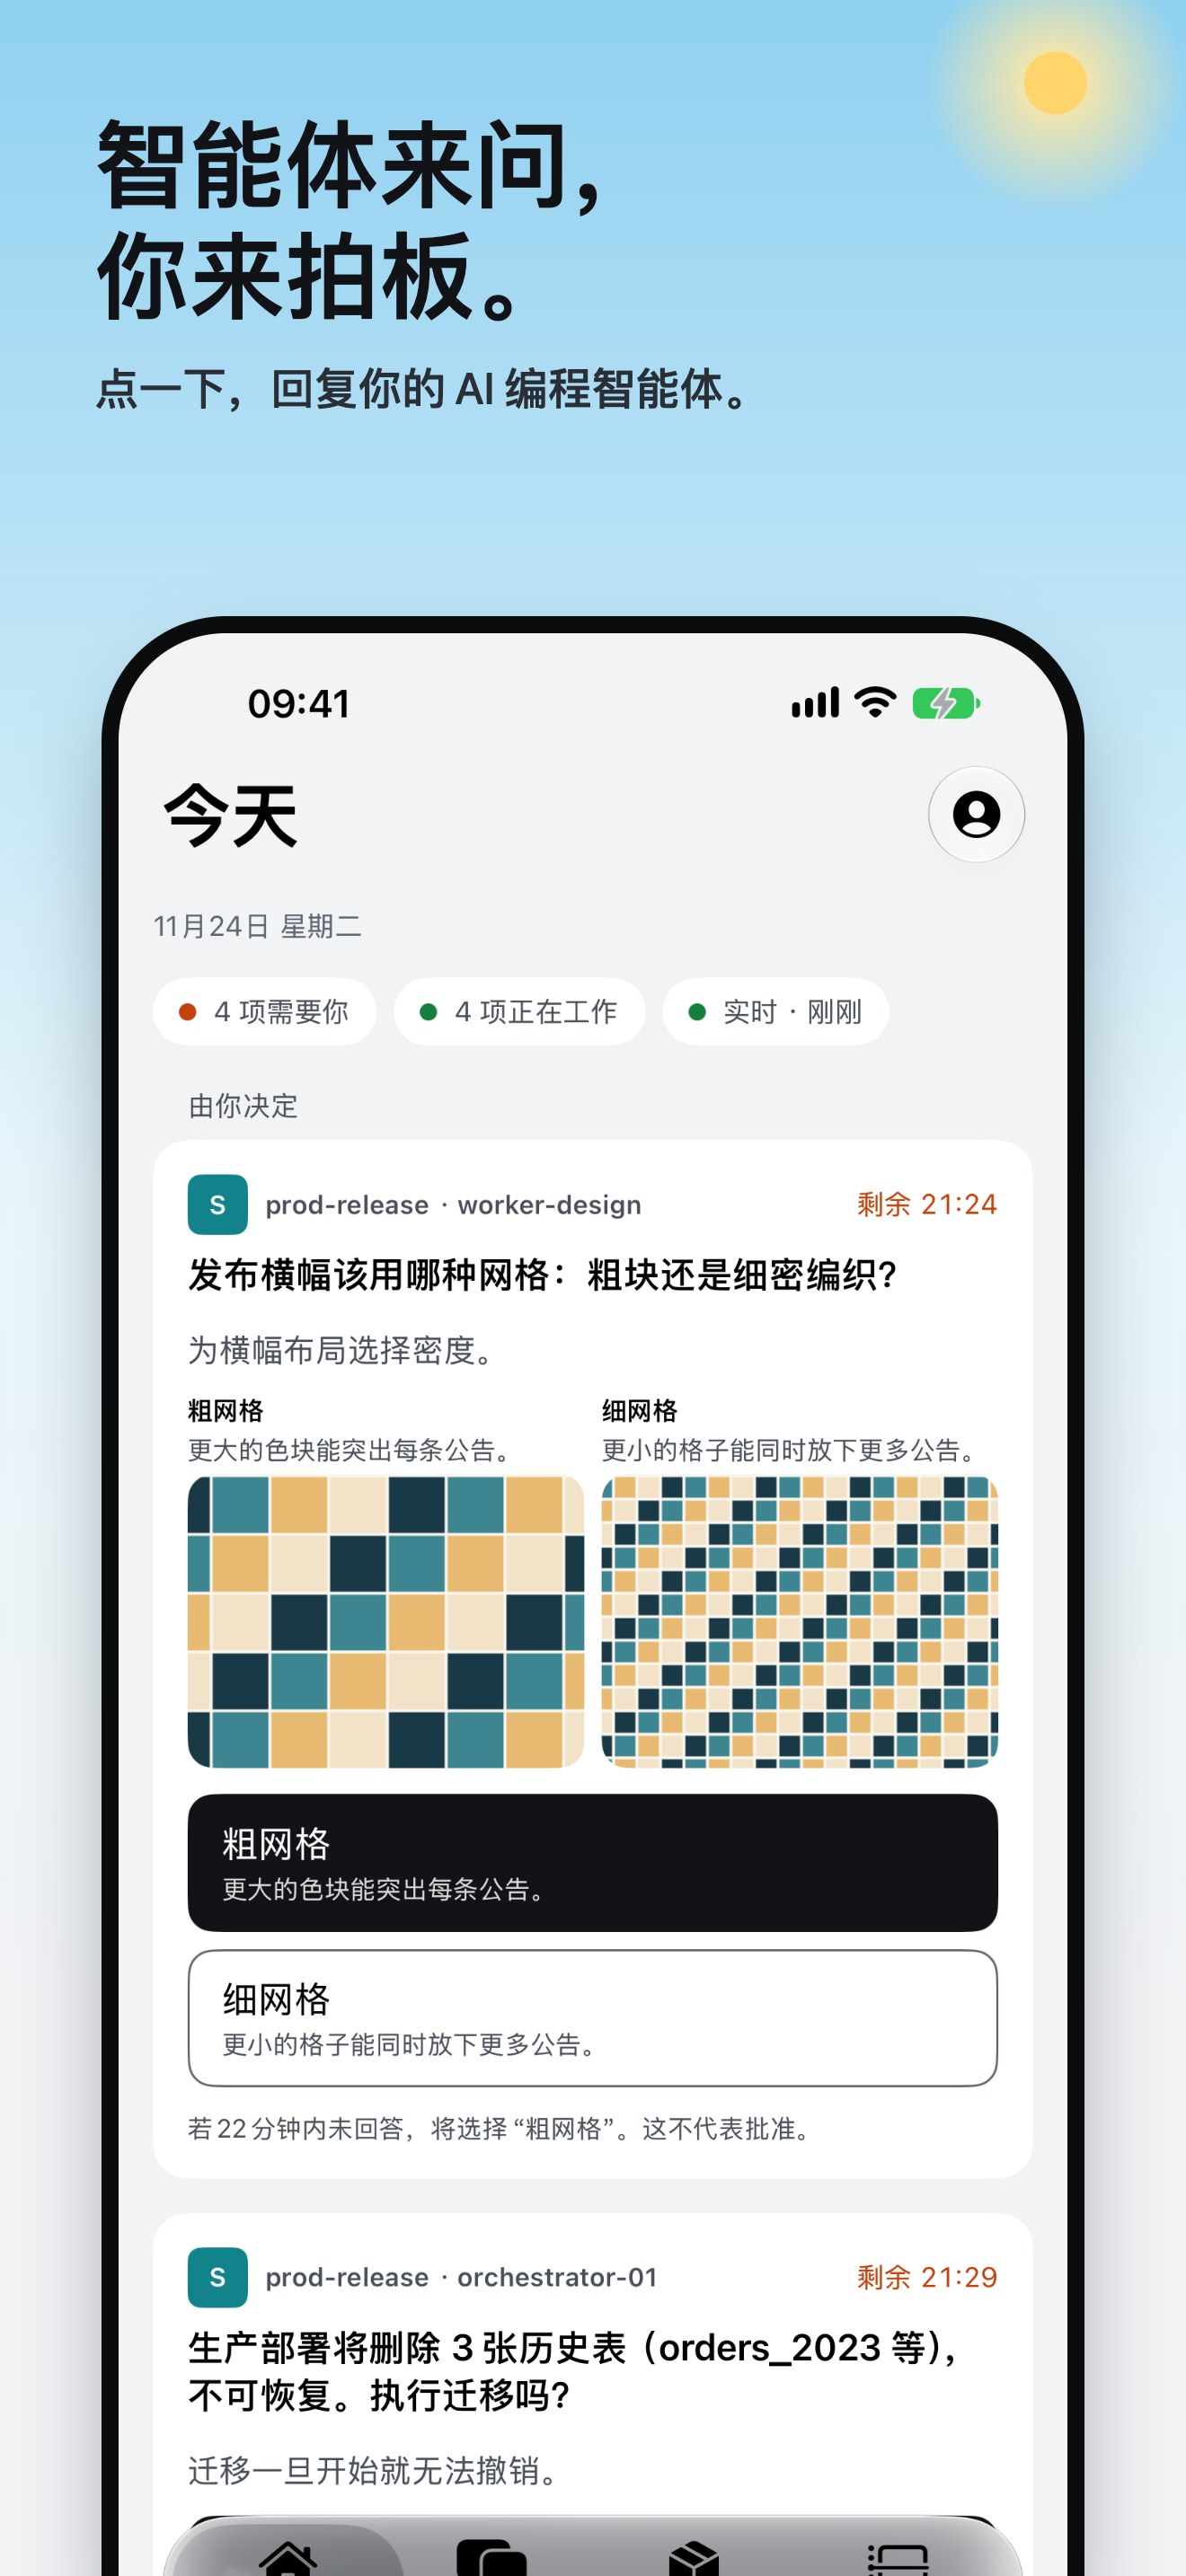 智能体来问，
你来拍板。
点一下，回复你的 AI 编程智能体。
09:41
今天
11月24日 星期二
4 项需要你
4 项正在工作
实时 · 刚刚
由你决定
S
prod-release · worker-design
剩余 21:24
发布横幅该用哪种网格：粗块还是细密编织？
为横幅布局选择密度。
粗网格
更大的色块能突出每条公告。
细网格
更小的格子能同时放下更多公告。
粗网格
更大的色块能突出每条公告。
细网格
更小的格子能同时放下更多公告。
若 22 分钟内未回答，将选择 “粗网格”。这不代表批准。
S
prod-release · orchestrator-01
剩余 21:29
生产部署将删除 3 张历史表（orders_2023 等），
不可恢复。执行迁移吗？
迁移一旦开始就无法撤销。